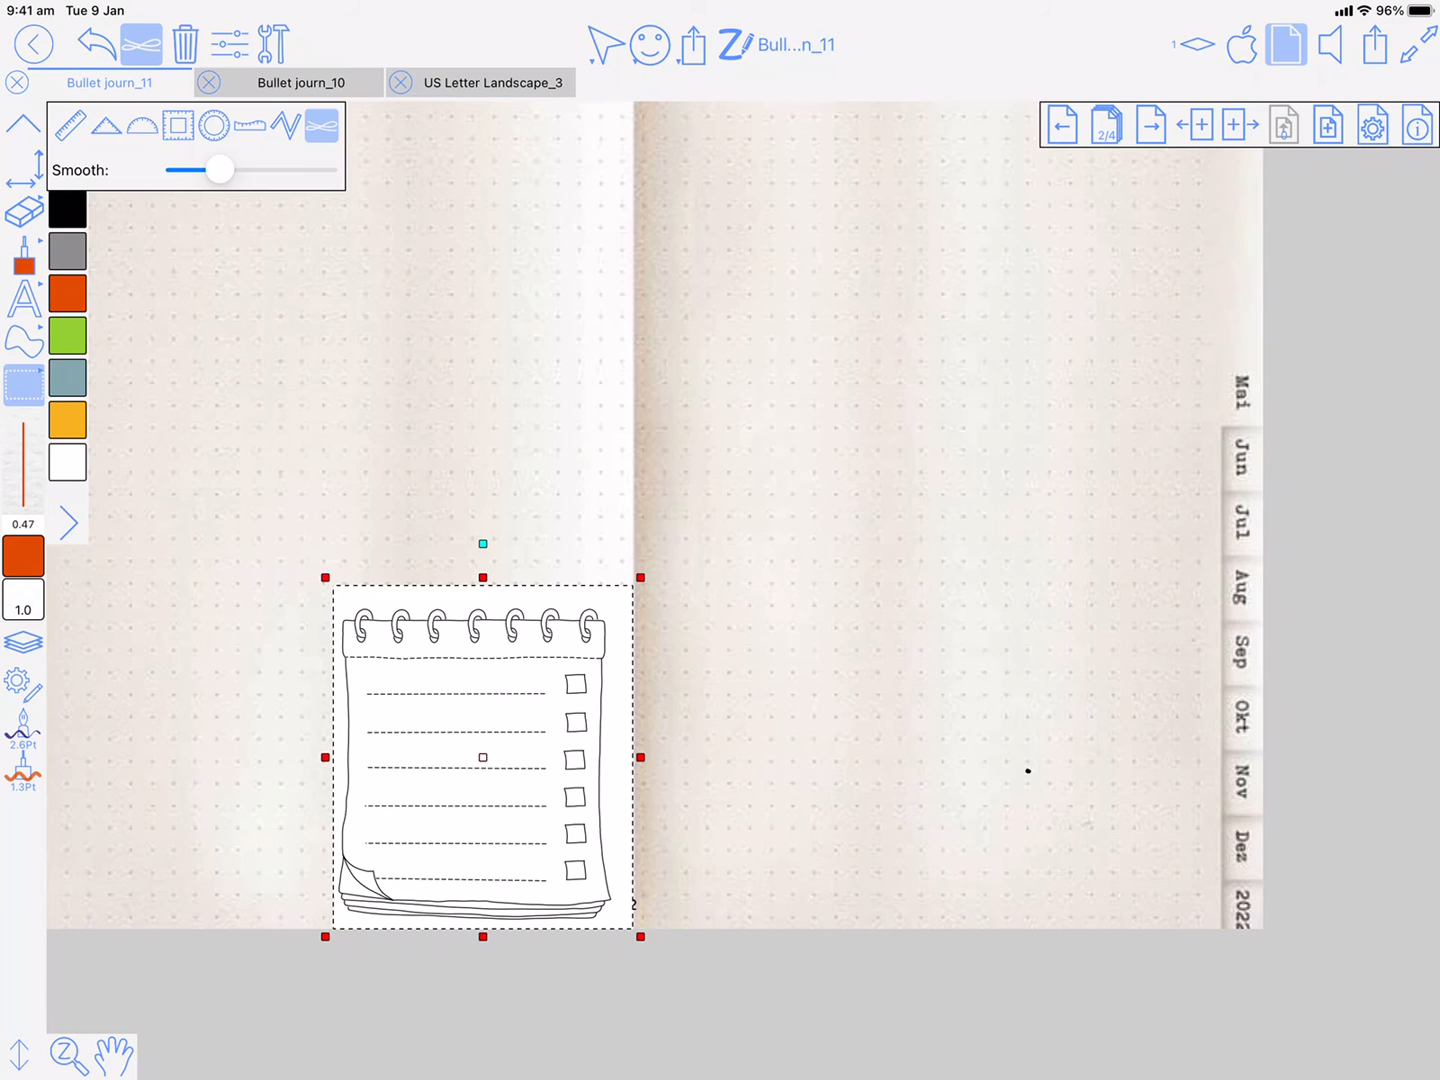 9:41 am Tue 9 Jan
96%
Bull...n_11
1
Bullet journ_11
Bullet journ_10
US Letter Landscape_3
2/4
Smooth:
0.47
1.0
2.6Pt
1.3Pt
Mai
Jun
Jul
Aug
Sep
Okt
Nov
Dez
2022